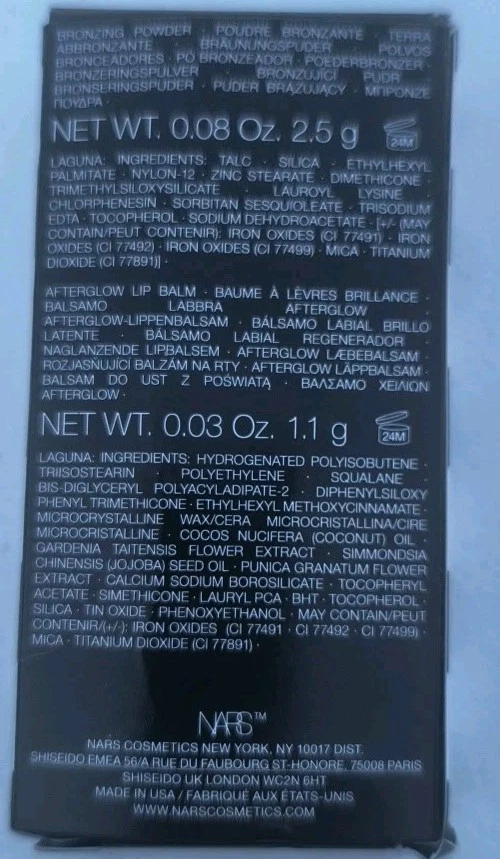 BRONZING POWDER · POUDRE BRONZANTE · TERRA
ABBRONZANTE · BRÄUNUNGSPUDER · POLVOS
BRONCEADORES · PÓ BRONZEADOR · POEDERBRONZER ·
BRONZERINGSPULVER · BRONZUJÍCÍ PUDR ·
BRONSERINGSPUDER · PUDER BRĄZUJĄCY · ΜΠΡΟΝΖΕ
ΠΟΥΔΡΑ ·
NET WT. 0.08 Oz. 2.5 g 24M
LAGUNA: INGREDIENTS: TALC · SILICA · ETHYLHEXYL
PALMITATE · NYLON-12 · ZINC STEARATE · DIMETHICONE ·
TRIMETHYLSILOXYSILICATE · LAUROYL LYSINE ·
CHLORPHENESIN · SORBITAN SESQUIOLEATE · TRISODIUM
EDTA · TOCOPHEROL · SODIUM DEHYDROACETATE · [+/- (MAY
CONTAIN/PEUT CONTENIR): IRON OXIDES (CI 77491) · IRON
OXIDES (CI 77492) · IRON OXIDES (CI 77499) · MICA · TITANIUM
DIOXIDE (CI 77891)] ·
AFTERGLOW LIP BALM · BAUME À LÈVRES BRILLANCE ·
BALSAMO LABBRA AFTERGLOW ·
AFTERGLOW-LIPPENBALSAM · BÁLSAMO LABIAL BRILLO
LATENTE · BÁLSAMO LABIAL REGENERADOR ·
NAGLANZENDE LIPBALSEM · AFTERGLOW LÆBEBALSAM ·
ROZJASŇUJÍCÍ BALZÁM NA RTY · AFTERGLOW LÄPPBALSAM ·
BALSAM DO UST Z POŚWIATĄ · ΒΑΛΣΑΜΟ ΧΕΙΛΙΩΝ
AFTERGLOW ·
NET WT. 0.03 Oz. 1.1 g 24M
LAGUNA: INGREDIENTS: HYDROGENATED POLYISOBUTENE ·
TRIISOSTEARIN · POLYETHYLENE · SQUALANE ·
BIS-DIGLYCERYL POLYACYLADIPATE-2 · DIPHENYLSILOXY
PHENYL TRIMETHICONE · ETHYLHEXYL METHOXYCINNAMATE ·
MICROCRYSTALLINE WAX/CERA MICROCRISTALLINA/CIRE
MICROCRISTALLINE · COCOS NUCIFERA (COCONUT) OIL ·
GARDENIA TAITENSIS FLOWER EXTRACT · SIMMONDSIA
CHINENSIS (JOJOBA) SEED OIL · PUNICA GRANATUM FLOWER
EXTRACT · CALCIUM SODIUM BOROSILICATE · TOCOPHERYL
ACETATE · SIMETHICONE · LAURYL PCA · BHT · TOCOPHEROL ·
SILICA · TIN OXIDE · PHENOXYETHANOL · MAY CONTAIN/PEUT
CONTENIR/(+/-): IRON OXIDES (CI 77491 · CI 77492 · CI 77499) ·
MICA · TITANIUM DIOXIDE (CI 77891) ·
NARS™
NARS COSMETICS NEW YORK, NY 10017 DIST.
SHISEIDO EMEA 56/A RUE DU FAUBOURG ST-HONORE, 75008 PARIS
SHISEIDO UK LONDON WC2N 6HT
MADE IN USA / FABRIQUÉ AUX ÉTATS-UNIS
WWW.NARSCOSMETICS.COM